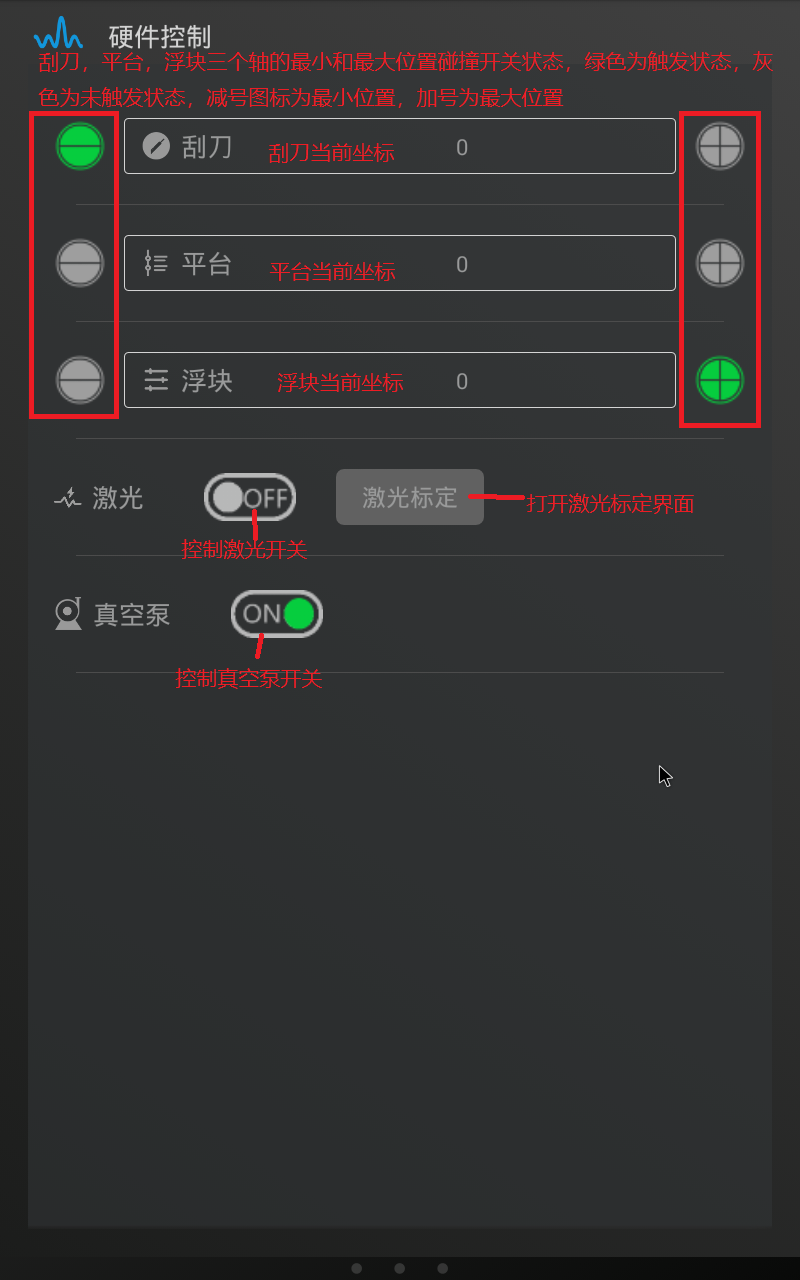 硬件控制
刮刀，平台，浮块三个轴的最小和最大位置碰撞开关状态，绿色为触发状态，灰
色为未触发状态，减号图标为最小位置，加号为最大位置
刮刀 刮刀当前坐标 0
平台 平台当前坐标 0
浮块 浮块当前坐标 0
激光 OFF 激光标定 打开激光标定界面
控制激光开关
真空泵 ON
控制真空泵开关